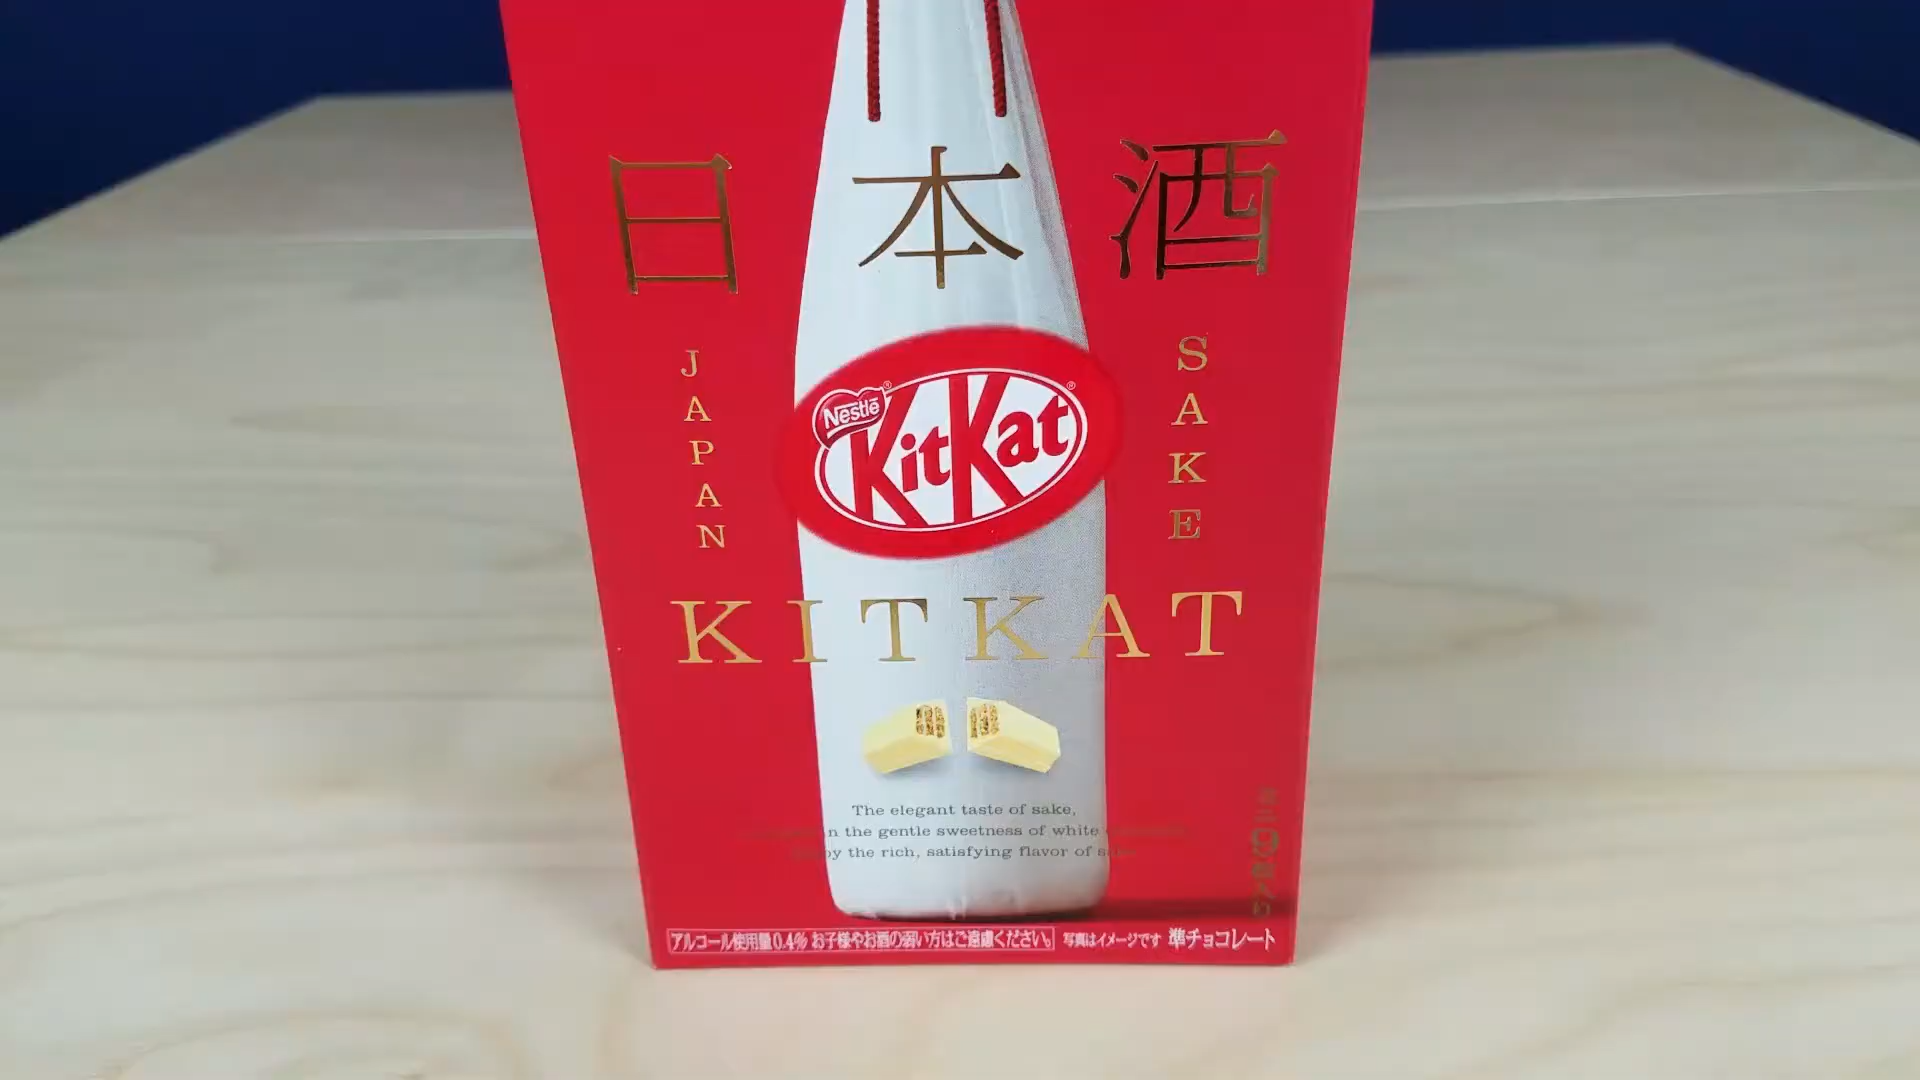 日本酒
JAPAN
SAKE
Nestlé
KitKat
KITKAT
The elegant taste of sake,
in the gentle sweetness of white
the rich, satisfying flavor of
アルコール使用量0.4% お子様やお酒の弱い方はご遠慮ください。 写真はイメージです 準チョコレート